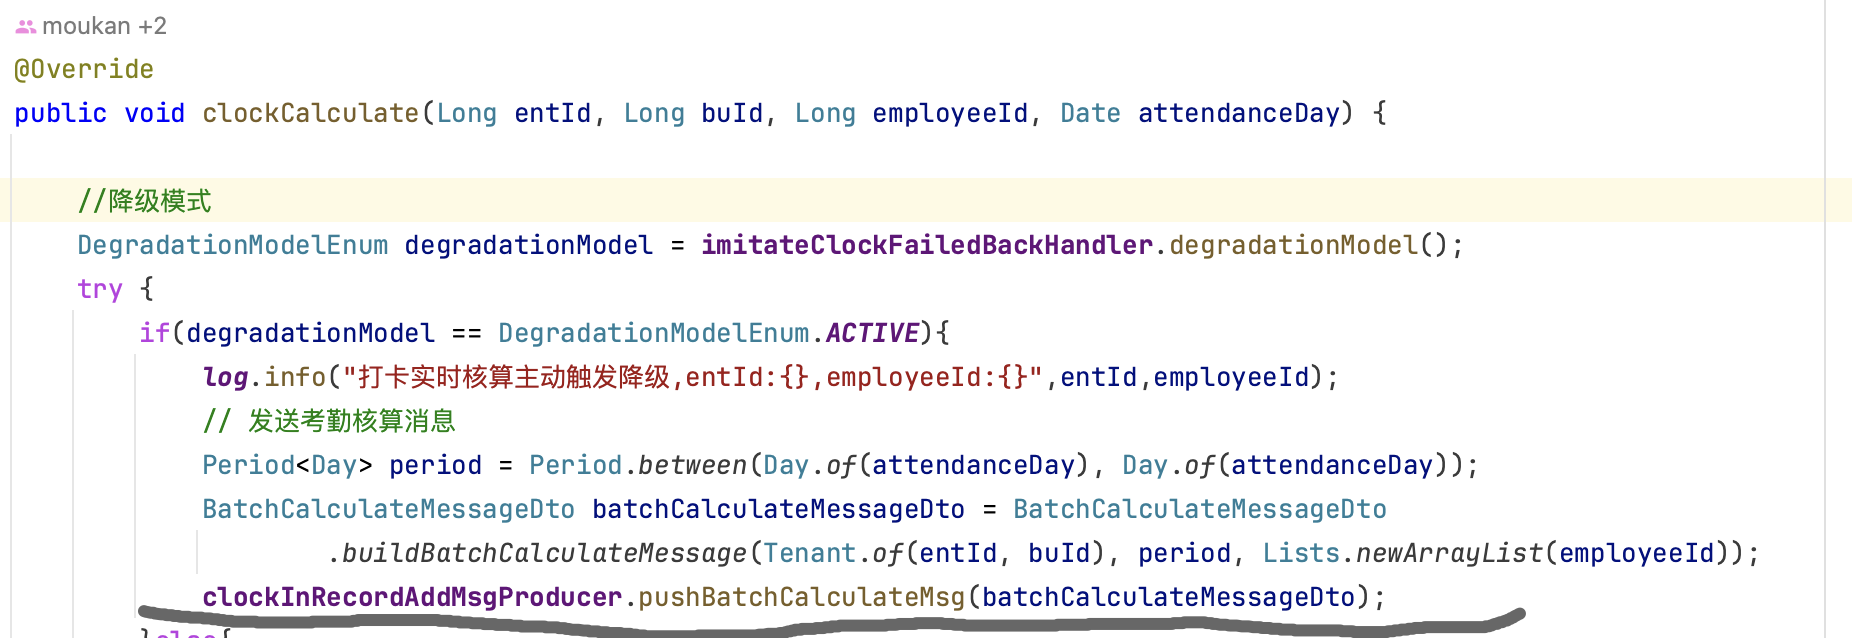 moukan +2
@Override
public void clockCalculate(Long entId, Long buId, Long employeeId, Date attendanceDay) {
//降级模式
DegradationModelEnum degradationModel = imitateClockFailedBackHandler.degradationModel();
try {
if(degradationModel == DegradationModelEnum.ACTIVE){
log.info("打卡实时核算主动触发降级,entId:{},employeeId:{}",entId,employeeId);
// 发送考勤核算消息
Period<Day> period = Period.between(Day.of(attendanceDay), Day.of(attendanceDay));
BatchCalculateMessageDto batchCalculateMessageDto = BatchCalculateMessageDto
.buildBatchCalculateMessage(Tenant.of(entId, buId), period, Lists.newArrayList(employeeId));
clockInRecordAddMsgProducer.pushBatchCalculateMsg(batchCalculateMessageDto);
}else{